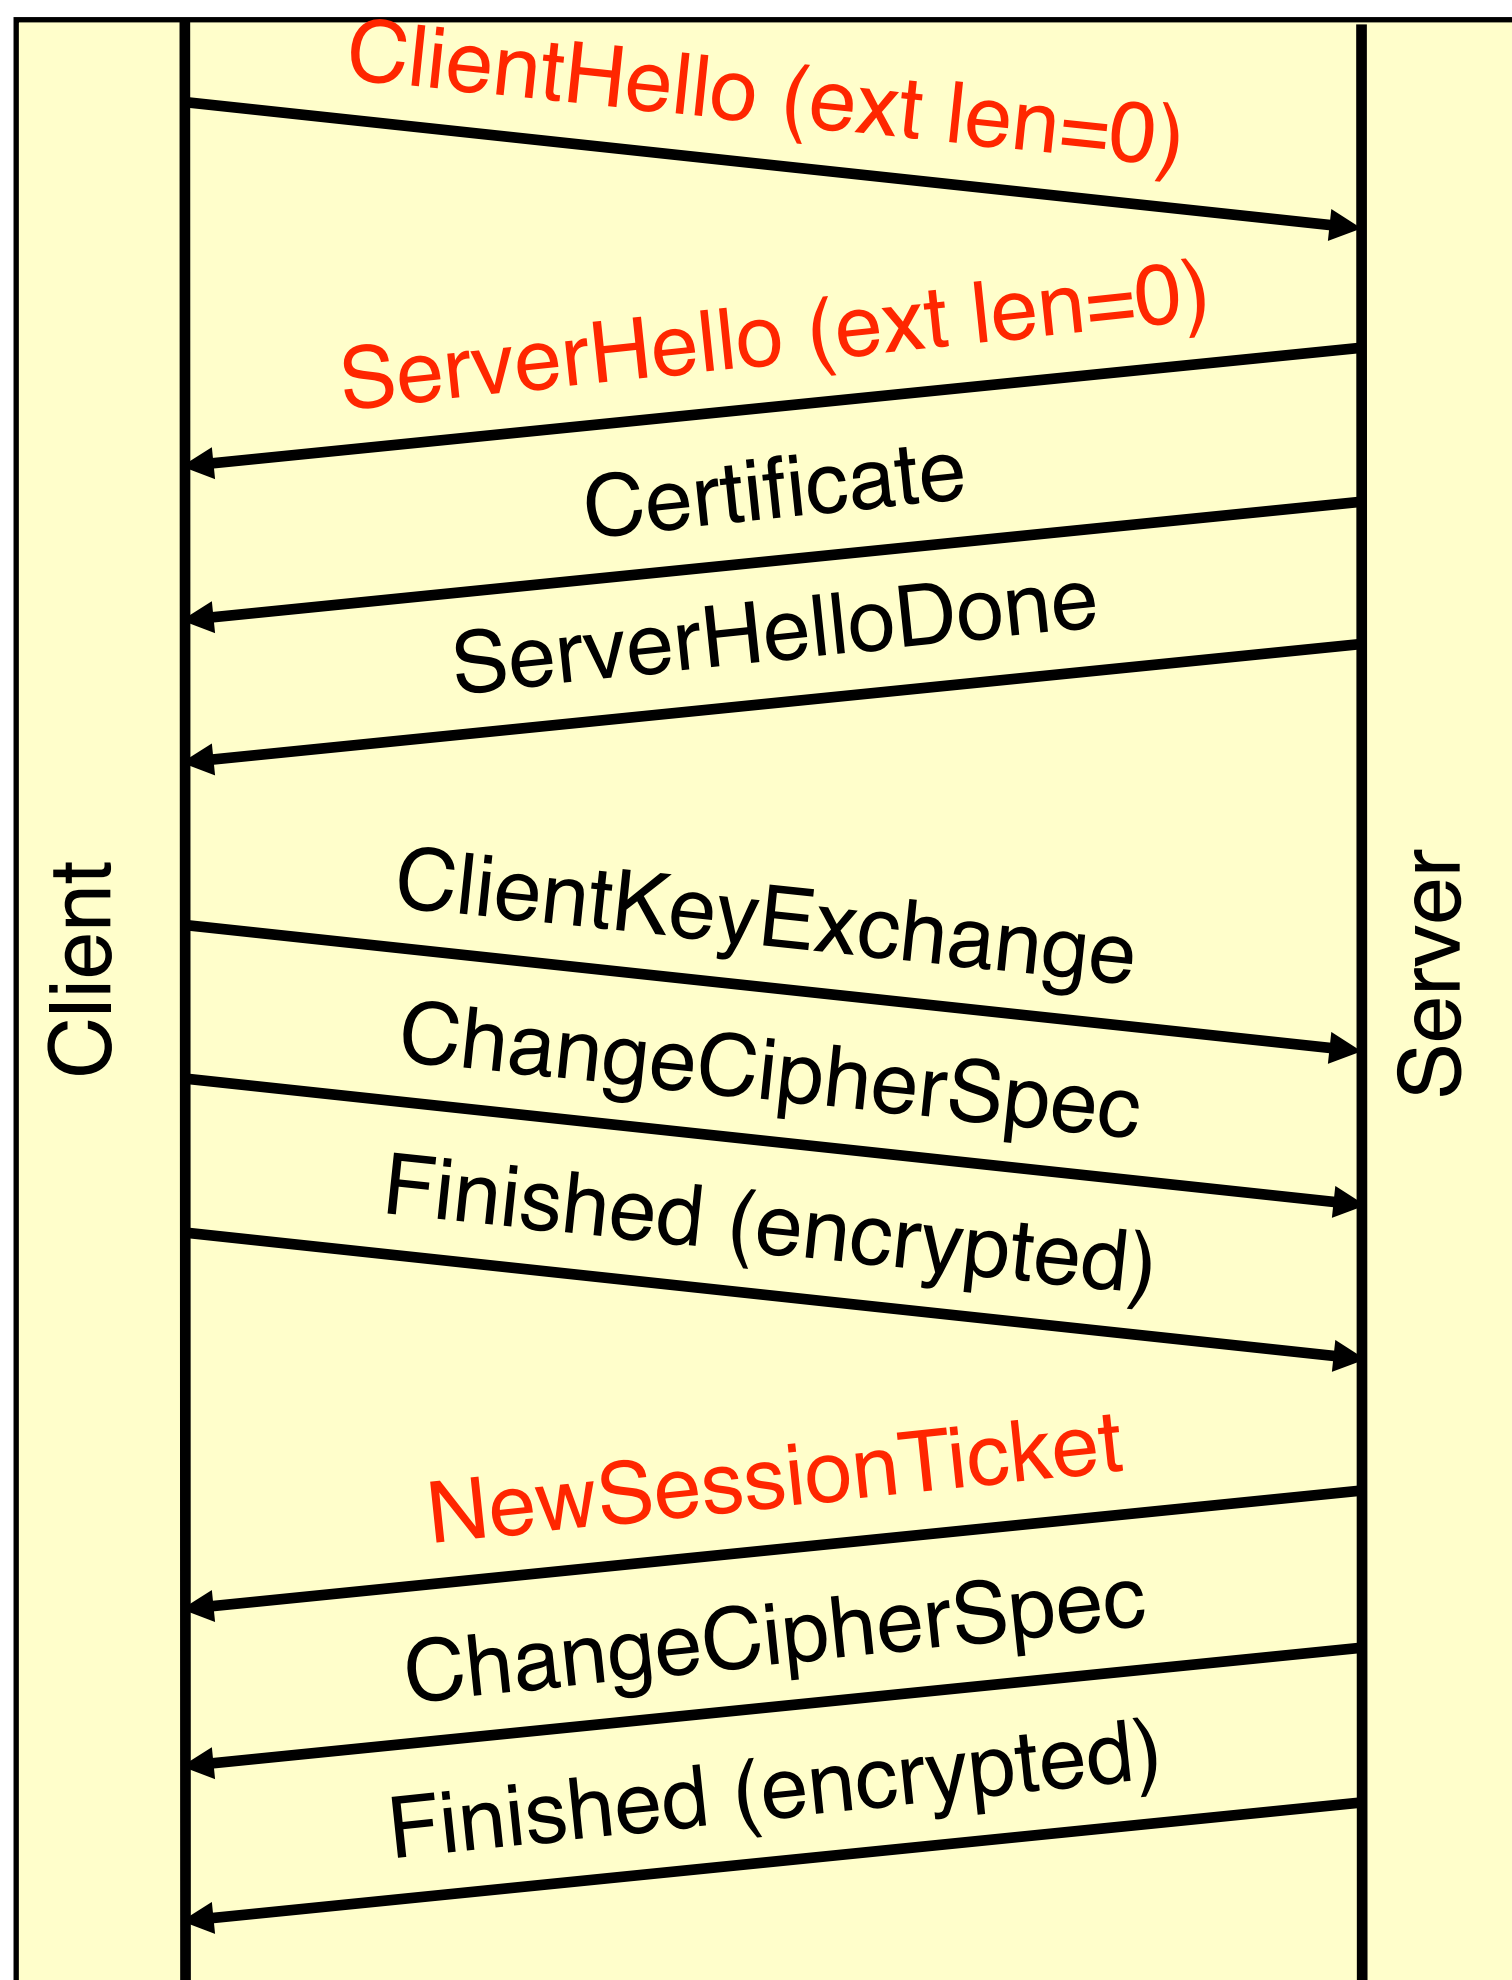 ClientHello (ext len=0)
ServerHello (ext len=0)
Certificate
ServerHelloDone
Client
ClientKeyExchange
Server
ChangeCipherSpec
Finished (encrypted)
NewSessionTicket
ChangeCipherSpec
Finished (encrypted)